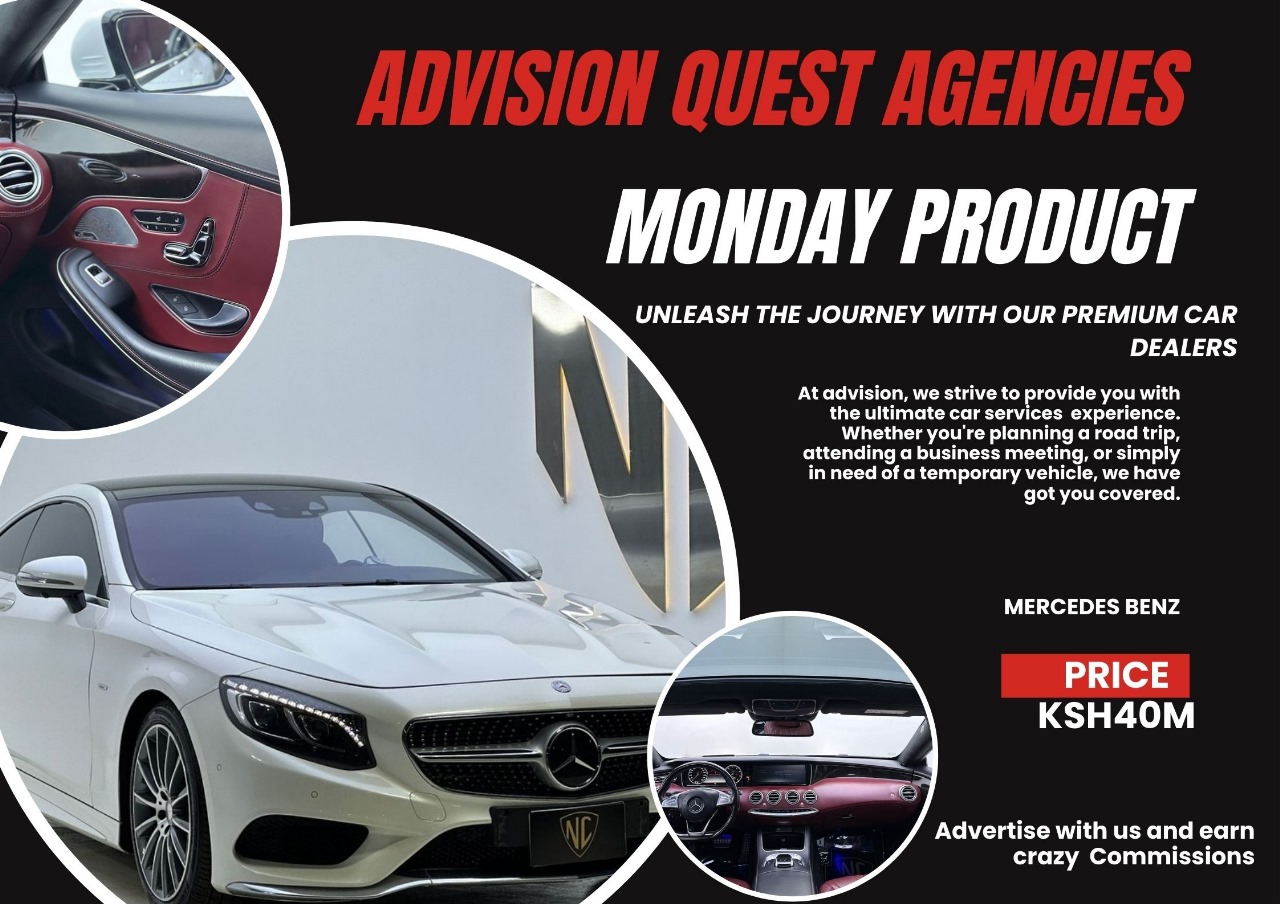 ADVISION QUEST AGENCIES
MONDAY PRODUCT
UNLEASH THE JOURNEY WITH OUR PREMIUM CAR
DEALERS
At advision, we strive to provide you with
the ultimate car services experience.
Whether you're planning a road trip,
attending a business meeting, or simply
in need of a temporary vehicle, we have
got you covered.
MERCEDES BENZ
PRICE
KSH40M
NC
Advertise with us and earn
crazy Commissions